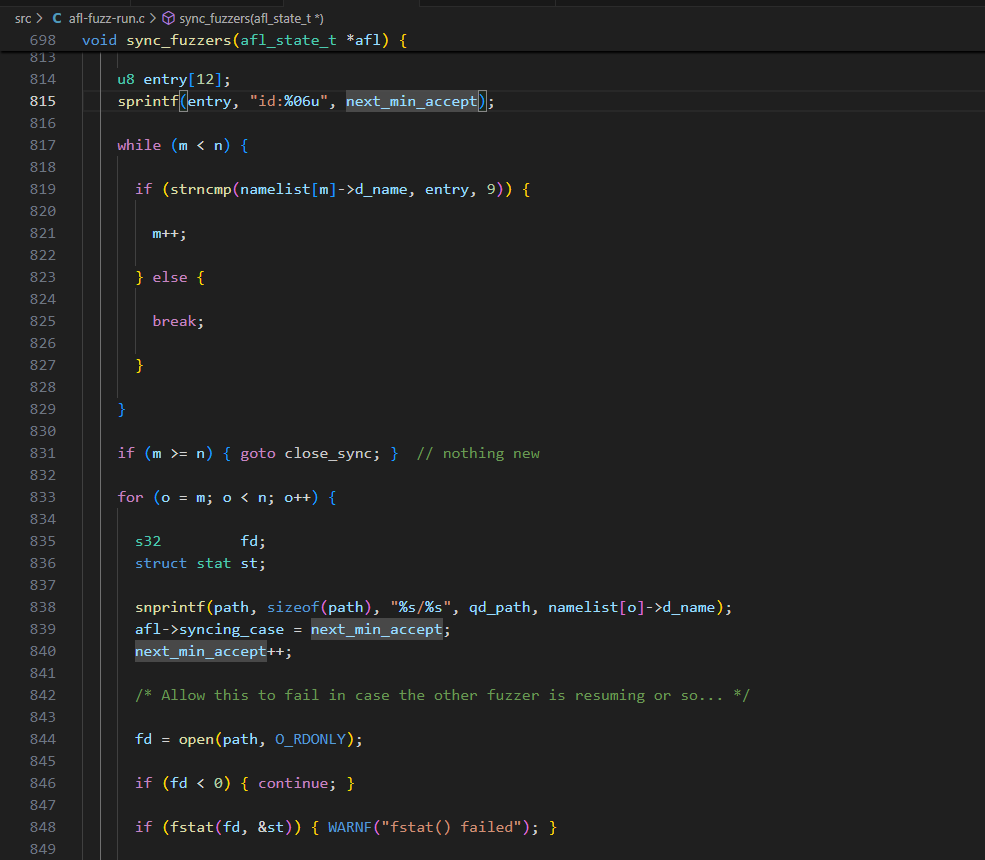 src > C afl-fuzz-run.c > sync_fuzzers(afl_state_t *)
698 void sync_fuzzers(afl_state_t *afl) {
813
814 u8 entry[12];
815 sprintf(entry, "id:%06u", next_min_accept);
816
817 while (m < n) {
818
819 if (strncmp(namelist[m]->d_name, entry, 9)) {
820
821 m++;
822
823 } else {
824
825 break;
826
827 }
828
829 }
830
831 if (m >= n) { goto close_sync; }  // nothing new
832
833 for (o = m; o < n; o++) {
834
835 s32         fd;
836 struct stat st;
837
838 snprintf(path, sizeof(path), "%s/%s", qd_path, namelist[o]->d_name);
839 afl->syncing_case = next_min_accept;
840 next_min_accept++;
841
842 /* Allow this to fail in case the other fuzzer is resuming or so... */
843
844 fd = open(path, O_RDONLY);
845
846 if (fd < 0) { continue; }
847
848 if (fstat(fd, &st)) { WARNF("fstat() failed"); }
849